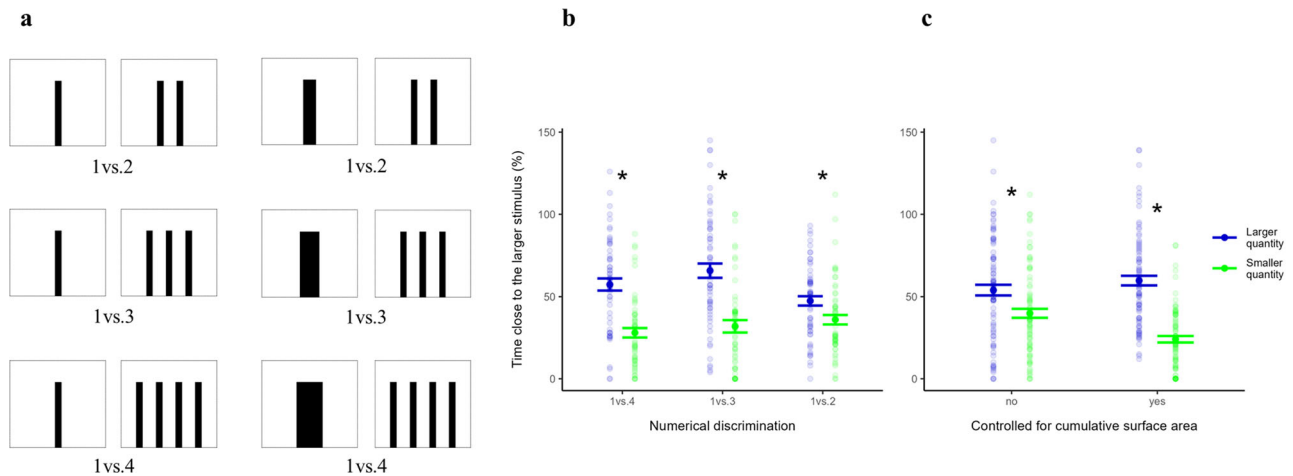 a
1vs.2
1vs.2
1vs.3
1vs.3
1vs.4
1vs.4
b
Time close to the larger stimulus (%)
150
100
50
0
*
*
*
1vs.4
1vs.3
1vs.2
Numerical discrimination
c
150
100
50
0
*
*
no
yes
Controlled for cumulative surface area
Larger
quantity
Smaller
quantity